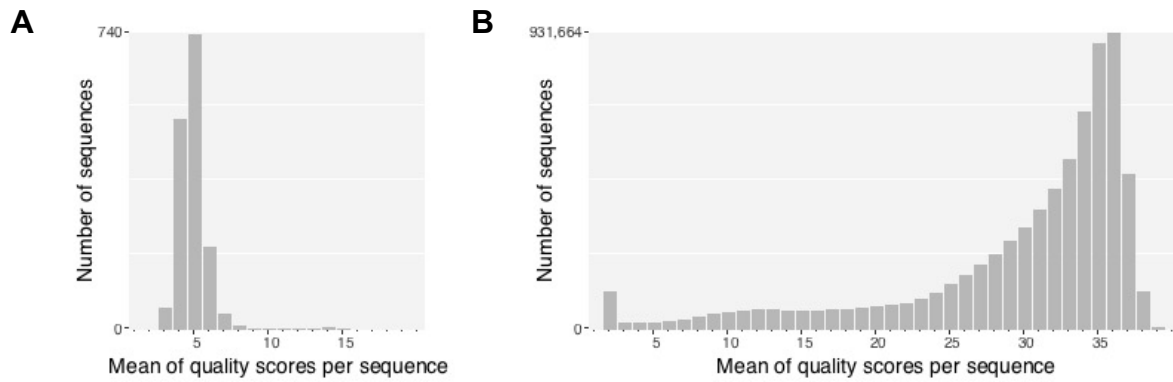 A
740
0
5
10
15
Number of sequences
Mean of quality scores per sequence
B
931,664
0
5
10
15
20
25
30
35
Number of sequences
Mean of quality scores per sequence